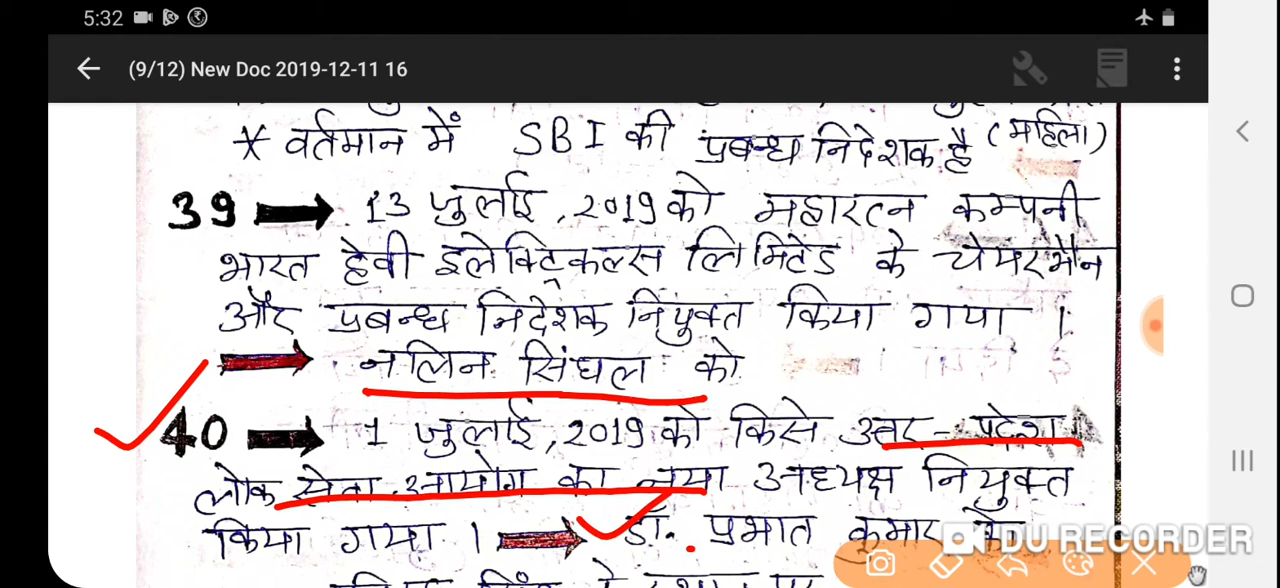 5:32
(9/12) New Doc 2019-12-11 16
* वर्तमान में SBI की प्रबन्ध निदेशक है (महिला)
39 → 13 जुलाई, 2019 को महारत्न कम्पनी
भारत हेवी इलेक्ट्रिकल्स लिमिटेड के चेयरमैन
और प्रबन्ध निदेशक नियुक्त किया गया।
→ नलिन सिंघल को
40 → 1 जुलाई, 2019 को किसे उत्तर-प्रदेश
लोक सेवा आयोग का नया अध्यक्ष नियुक्त
किया गया। → डॉ. प्रभात कुमार को
DU RECORDER